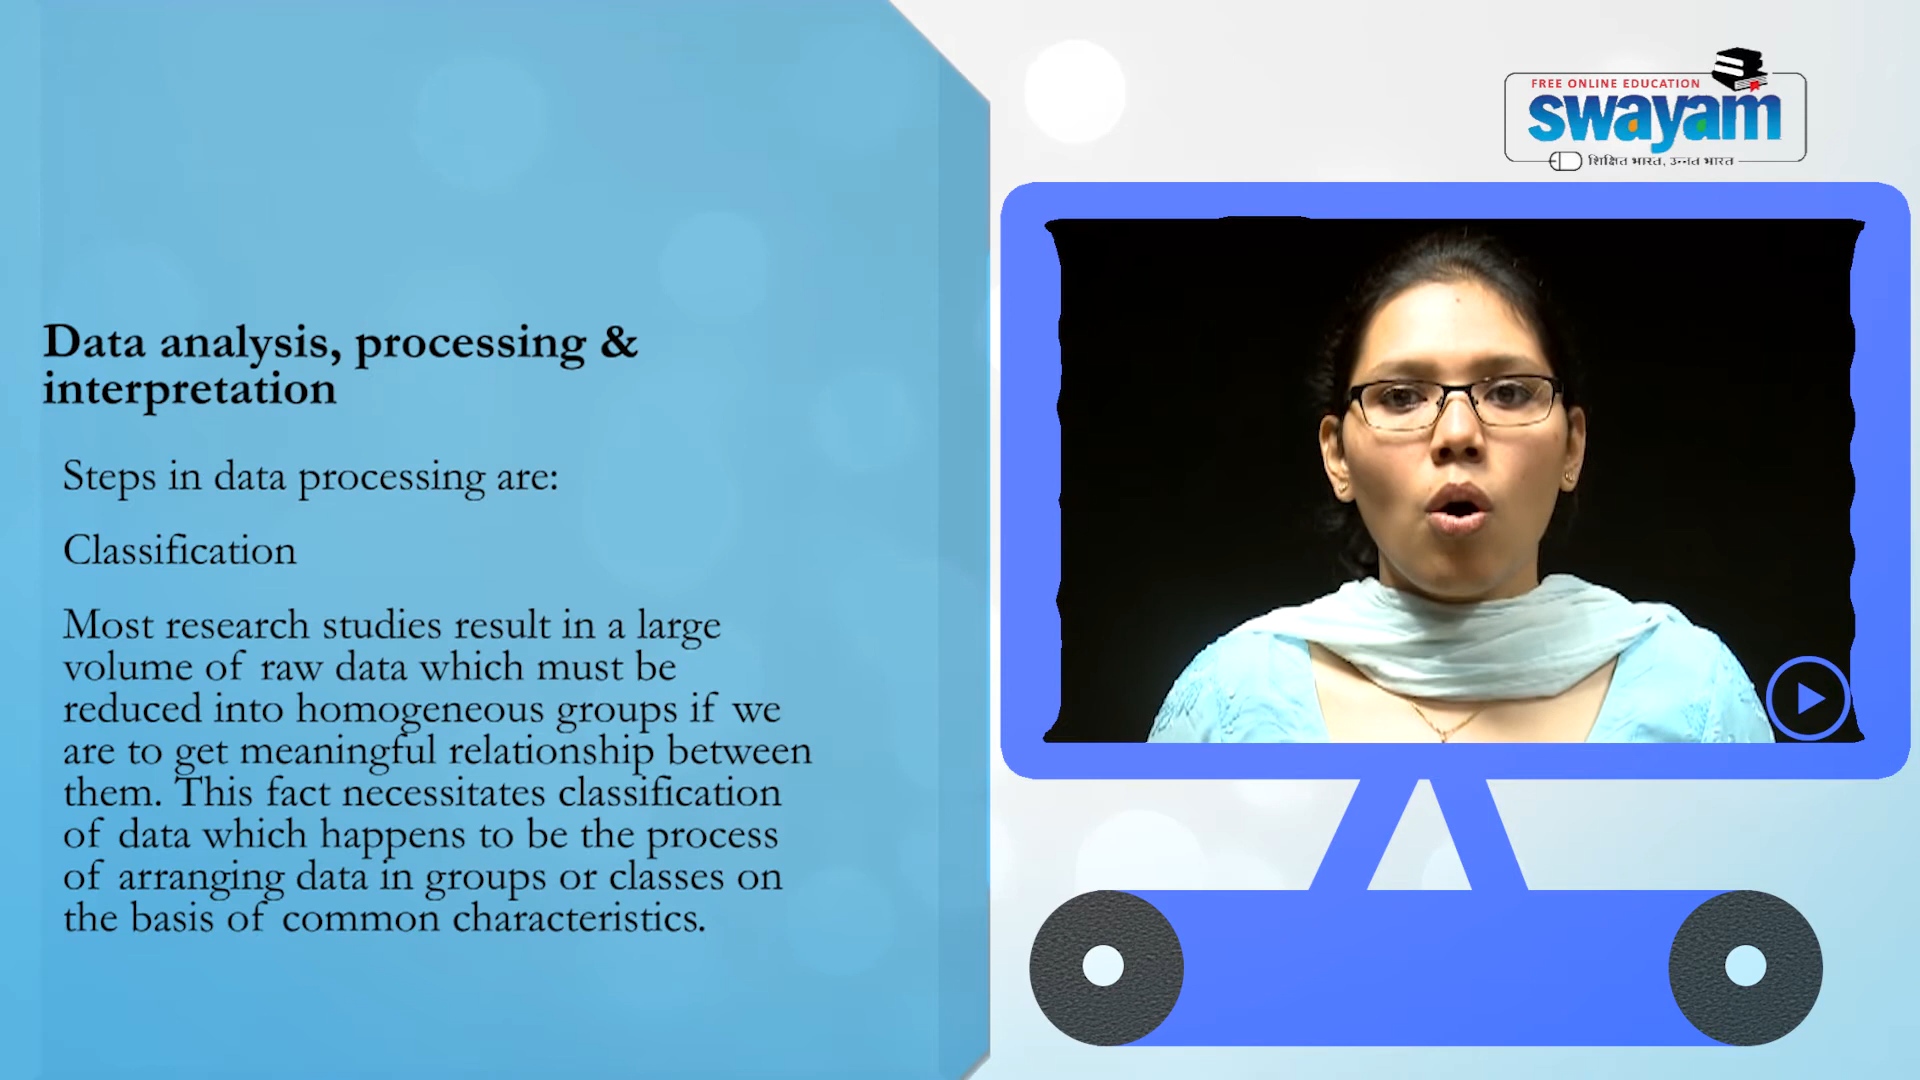 Data analysis, processing &
interpretation
Steps in data processing are:
Classification
Most research studies result in a large
volume of raw data which must be
reduced into homogeneous groups if we
are to get meaningful relationship between
them. This fact necessitates classification
of data which happens to be the process
of arranging data in groups or classes on
the basis of common characteristics.
FREE ONLINE EDUCATION
swayam
शिक्षित भारत, उन्नत भारत